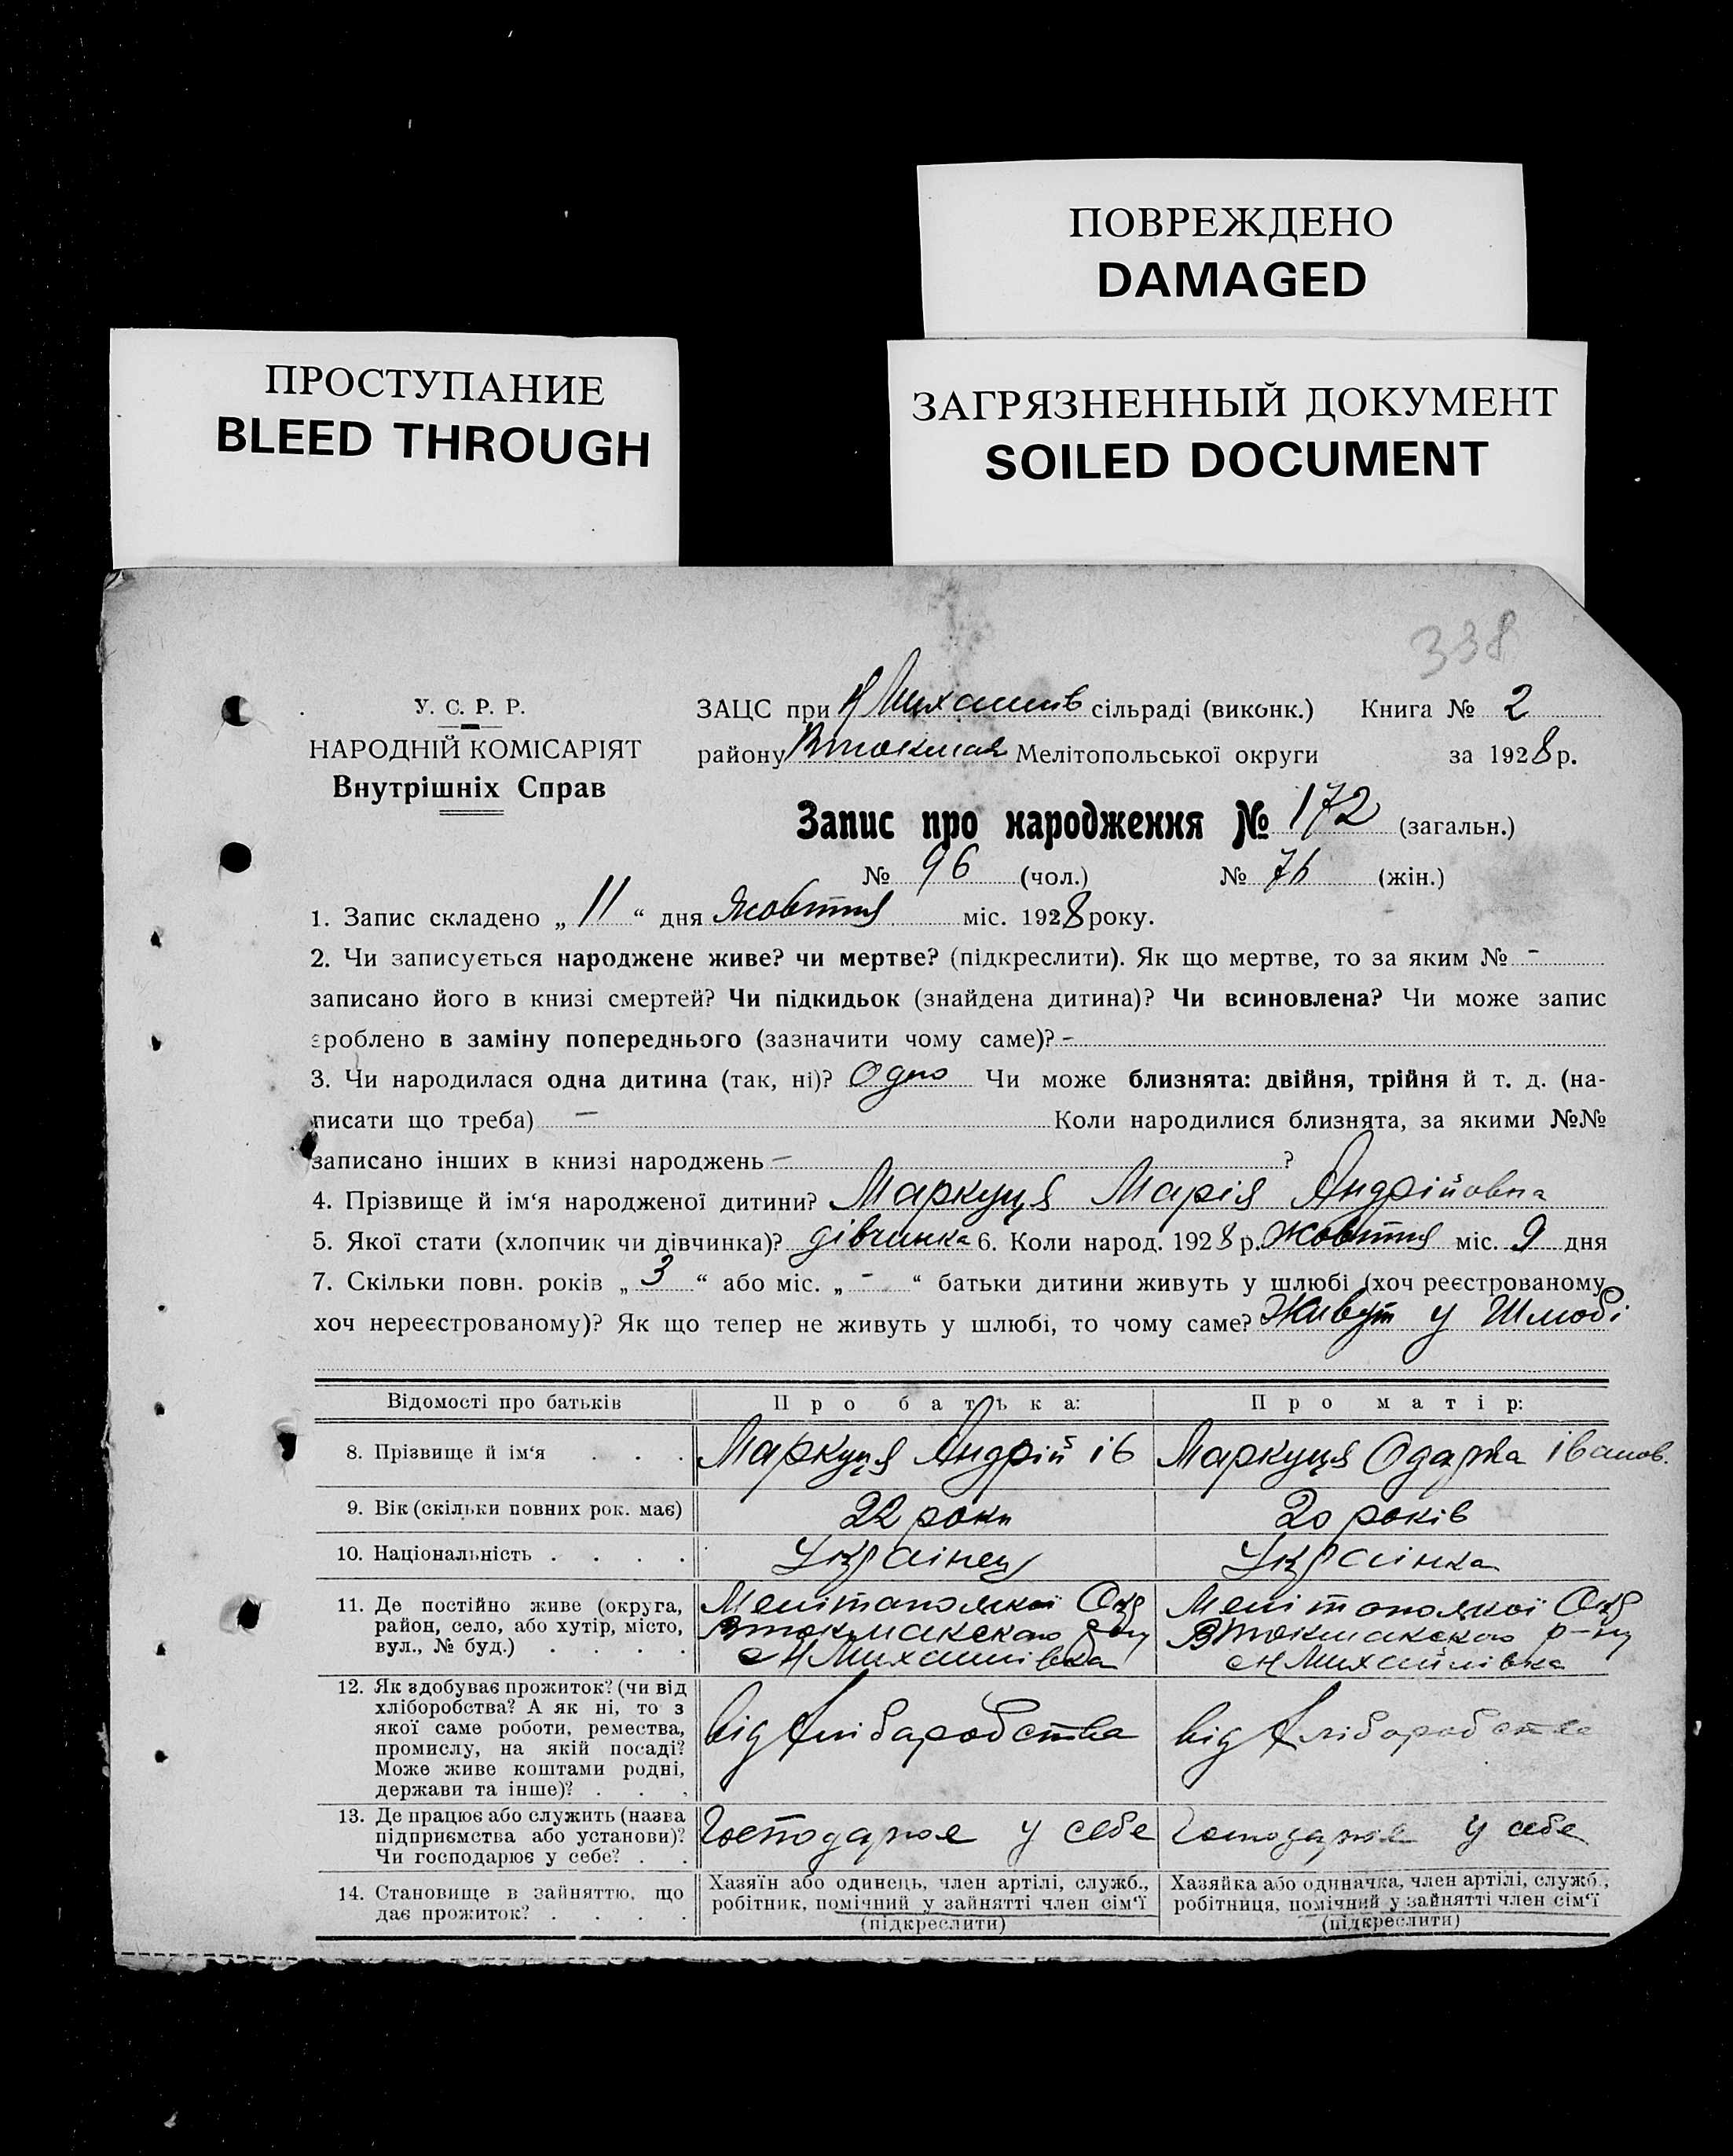 ПОВРЕЖДЕНО
DAMAGED
ПРОСТУПАНИЕ
BLEED THROUGH
ЗАГРЯЗНЕННЫЙ ДОКУМЕНТ
SOILED DOCUMENT
338
У. С. Р. Р.
НАРОДНІЙ КОМІСАРІЯТ
Внутрішніх Справ
ЗАЦС при Н Михайлів сільраді (виконк.) Книга № 2
району Втокмак Мелітопольської округи за 1928 р.
Запис про народження № 172 (загальн.)
№ 96 (чол.) № 76 (жін.)
1. Запис складено „ 11 “ дня жовтня міс. 1928 року.
2. Чи записується народжене живе? чи мертве? (підкреслити). Як що мертве, то за яким № -
записано його в книзі смертей? Чи підкидьок (знайдена дитина)? Чи всиновлена? Чи може запис
зроблено в заміну попереднього (зазначити чому саме)? -
3. Чи народилася одна дитина (так, ні)? Одно Чи може близнята: двійня, трійня й т. д. (на-
писати що треба) — Коли народилися близнята, за якими №№
записано інших в книзі народжень — ?
4. Прізвище й ім‘я народженої дитини? Маркуця Марія Андрійовна
5. Якої стати (хлопчик чи дівчинка)? дівчинка 6. Коли народ. 1928 р. жовтня міс. 9 дня
7. Скільки повн. років „ 3 “ або міс. „ - “ батьки дитини живуть у шлюбі (хоч реєстрованому
хоч нереєстрованому)? Як що тепер не живуть у шлюбі, то чому саме? Живут у Шлюбі
Відомості про батьків Про батька: Про матір:
8. Прізвище й ім‘я . . . Маркуця Андрій ів Маркуця Одарка іванов.
9. Вік (скільки повних рок. має) 22 роки 20 років
10. Національність . . . . Українец Українка
11. Де постійно живе (округа,
район, село, або хутір, місто,
вул., № буд.) . . . .
Мелітополскої Окр
Втокмакского р-ну
с Н Михайлівка
Мелітополскої Окр
Втокмакского р-ну
с Н Михайлівка
12. Як здобуває прожиток? (чи від
хліборобства? А як ні, то з
якої саме роботи, ремества,
промислу, на якій посаді?
Може живе коштами родні,
держави та інше)? . . .
від хлібаробства
від хлібаробства
13. Де працює або служить (назва
підприємства або установи)?
Чи господарює у себе? . .
Господарює у себе
Господарює у себе
14. Становище в зайняттю, що
дає прожиток? . . . .
Хазяїн або одинець, член артілі, служб.,
робітник, помічний у зайнятті член сім‘ї
(підкреслити)
Хазяйка або одиначка, член артілі, служб.,
робітниця, помічний у зайнятті член сім‘ї
(підкреслити)